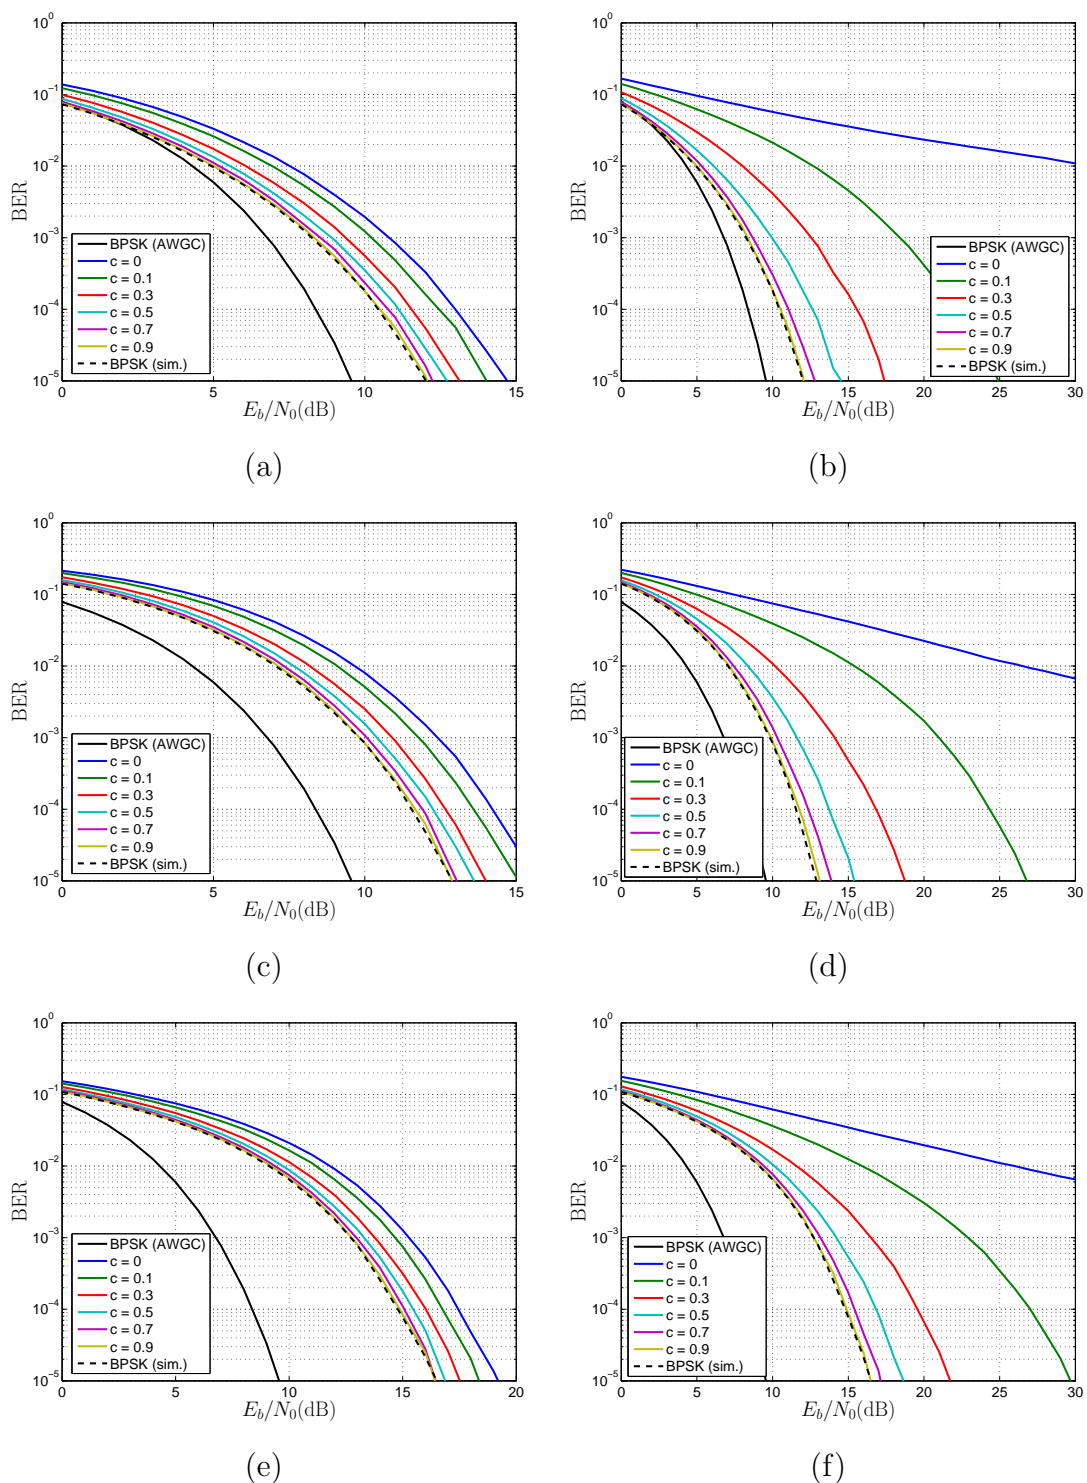 10^0
10^-1
10^-2
10^-3
10^-4
10^-5
BER
BPSK (AWGC)
c = 0
c = 0.1
c = 0.3
c = 0.5
c = 0.7
c = 0.9
BPSK (sim.)
0 5 10 15
E_b/N_0(dB)
(a)
10^0
10^-1
10^-2
10^-3
10^-4
10^-5
BER
BPSK (AWGC)
c = 0
c = 0.1
c = 0.3
c = 0.5
c = 0.7
c = 0.9
BPSK (sim.)
0 5 10 15 20 25 30
E_b/N_0(dB)
(b)
10^0
10^-1
10^-2
10^-3
10^-4
10^-5
BER
BPSK (AWGC)
c = 0
c = 0.1
c = 0.3
c = 0.5
c = 0.7
c = 0.9
BPSK (sim.)
0 5 10 15
E_b/N_0(dB)
(c)
10^0
10^-1
10^-2
10^-3
10^-4
10^-5
BER
BPSK (AWGC)
c = 0
c = 0.1
c = 0.3
c = 0.5
c = 0.7
c = 0.9
BPSK (sim.)
0 5 10 15 20 25 30
E_b/N_0(dB)
(d)
10^0
10^-1
10^-2
10^-3
10^-4
10^-5
BER
BPSK (AWGC)
c = 0
c = 0.1
c = 0.3
c = 0.5
c = 0.7
c = 0.9
BPSK (sim.)
0 5 10 15 20
E_b/N_0(dB)
(e)
10^0
10^-1
10^-2
10^-3
10^-4
10^-5
BER
BPSK (AWGC)
c = 0
c = 0.1
c = 0.3
c = 0.5
c = 0.7
c = 0.9
BPSK (sim.)
0 5 10 15 20 25 30
E_b/N_0(dB)
(f)